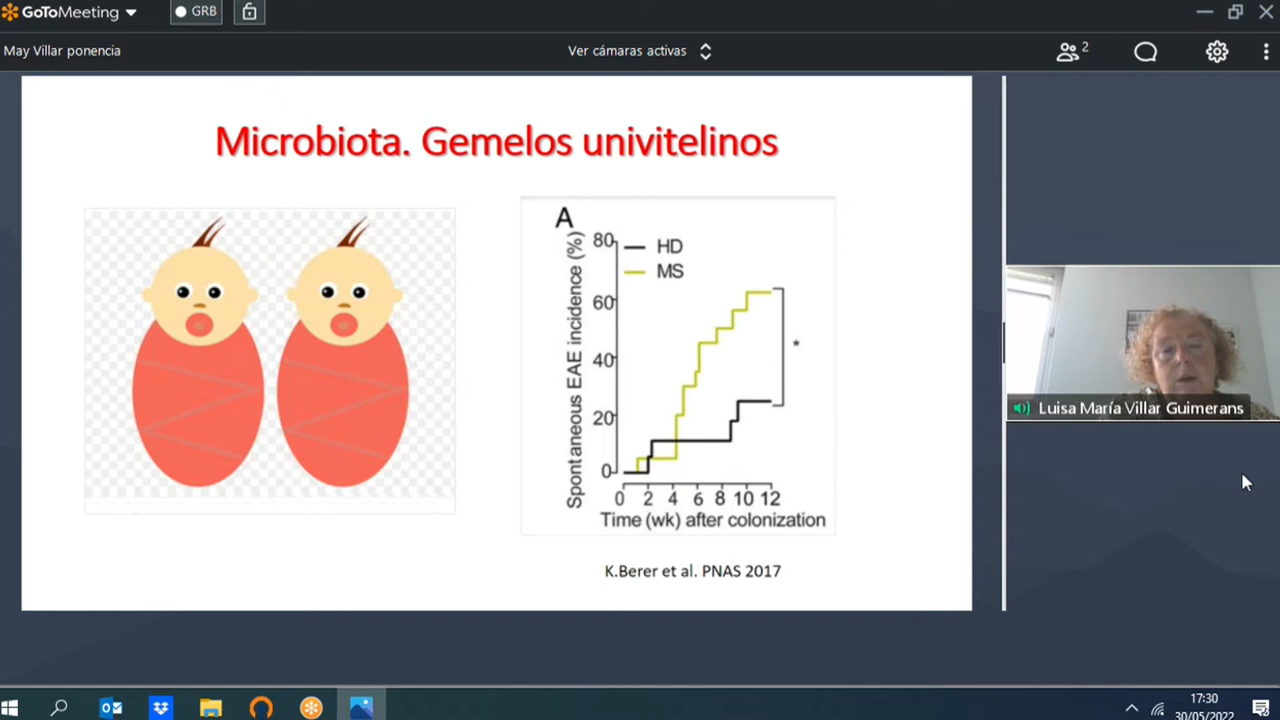 GoToMeeting
GRB
May Villar ponencia
Ver cámaras activas
2
Microbiota. Gemelos univitelinos
A
Spontaneous EAE incidence (%)
80
60
40
20
0
HD
MS
*
0 2 4 6 8 10 12
Time (wk) after colonization
K.Berer et al. PNAS 2017
Luisa María Villar Guimerans
17:30
30/05/2022